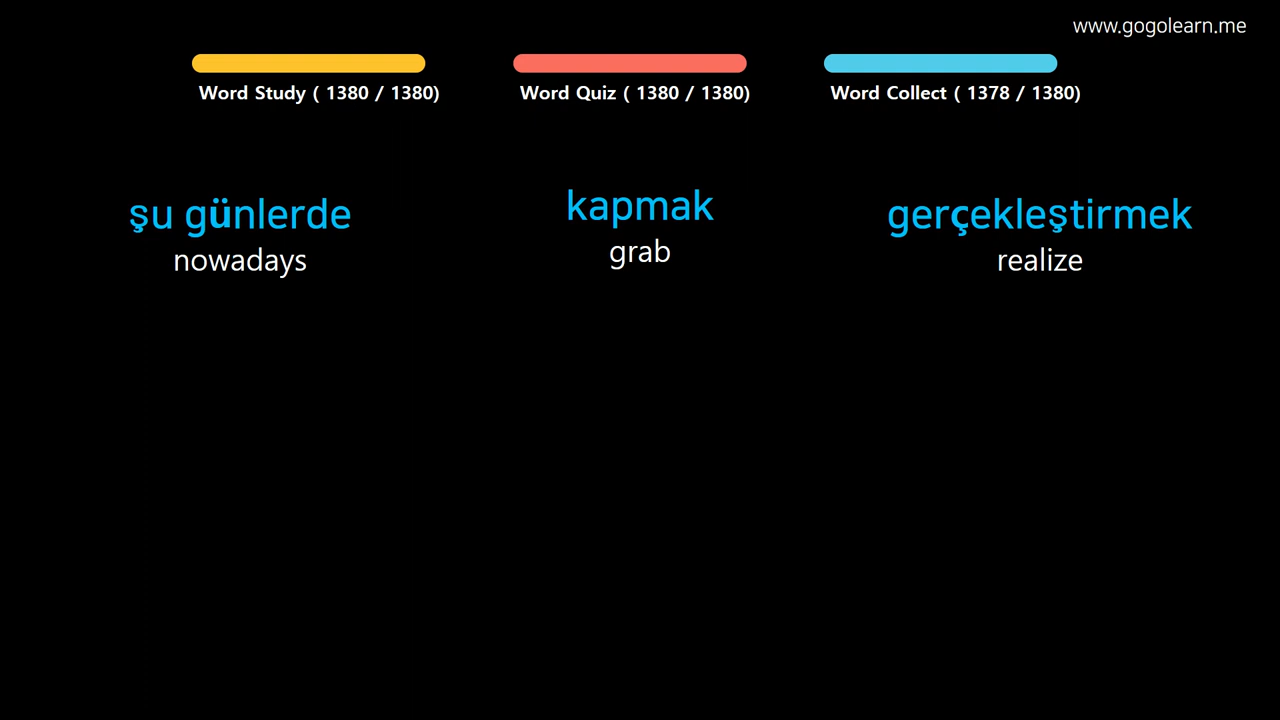 www.gogolearn.me
Word Study ( 1380 / 1380)
Word Quiz ( 1380 / 1380)
Word Collect ( 1378 / 1380)
şu günlerde
nowadays
kapmak
grab
gerçekleştirmek
realize